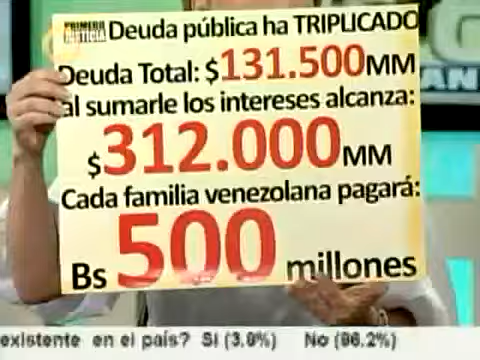 PRIMERO JUSTICIA
Deuda pública ha TRIPLICADO
Deuda Total: $131.500MM
al sumarle los intereses alcanza:
$312.000MM
Cada familia venezolana pagará:
Bs 500 millones
existente en el país? SI (3.8%) No (96.2%)